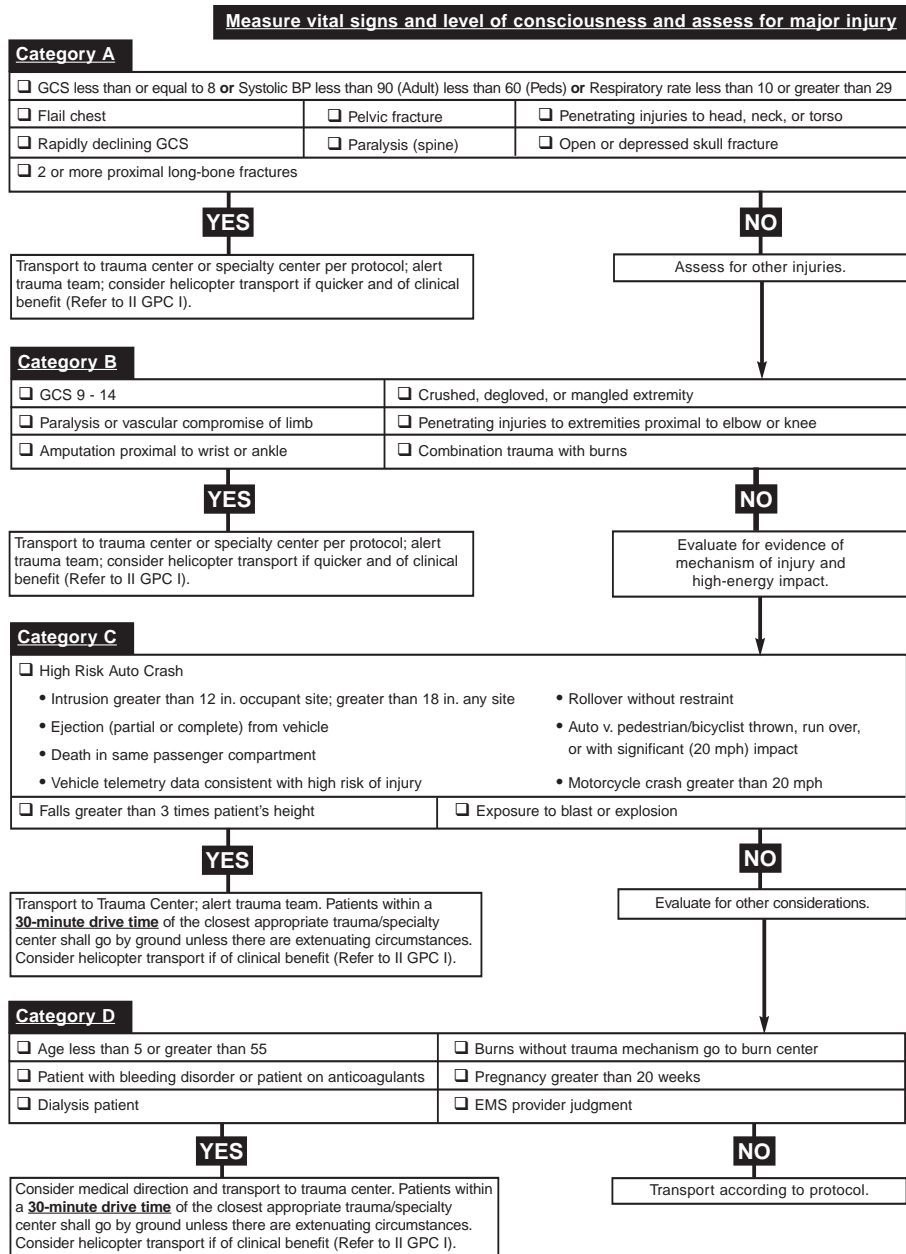 Measure vital signs and level of consciousness and assess for major injury
Category A
❑ GCS less than or equal to 8 or Systolic BP less than 90 (Adult) less than 60 (Peds) or Respiratory rate less than 10 or greater than 29
❑ Flail chest
❑ Pelvic fracture
❑ Penetrating injuries to head, neck, or torso
❑ Rapidly declining GCS
❑ Paralysis (spine)
❑ Open or depressed skull fracture
❑ 2 or more proximal long-bone fractures
YES
NO
Transport to trauma center or specialty center per protocol; alert
trauma team; consider helicopter transport if quicker and of clinical
benefit (Refer to II GPC I).
Assess for other injuries.
Category B
❑ GCS 9 - 14
❑ Crushed, degloved, or mangled extremity
❑ Paralysis or vascular compromise of limb
❑ Penetrating injuries to extremities proximal to elbow or knee
❑ Amputation proximal to wrist or ankle
❑ Combination trauma with burns
YES
NO
Transport to trauma center or specialty center per protocol; alert
trauma team; consider helicopter transport if quicker and of clinical
benefit (Refer to II GPC I).
Evaluate for evidence of
mechanism of injury and
high-energy impact.
Category C
❑ High Risk Auto Crash
• Intrusion greater than 12 in. occupant site; greater than 18 in. any site
• Ejection (partial or complete) from vehicle
• Death in same passenger compartment
• Vehicle telemetry data consistent with high risk of injury
• Rollover without restraint
• Auto v. pedestrian/bicyclist thrown, run over,
or with significant (20 mph) impact
• Motorcycle crash greater than 20 mph
❑ Falls greater than 3 times patient's height
❑ Exposure to blast or explosion
YES
NO
Transport to Trauma Center; alert trauma team. Patients within a
30-minute drive time of the closest appropriate trauma/specialty
center shall go by ground unless there are extenuating circumstances.
Consider helicopter transport if of clinical benefit (Refer to II GPC I).
Evaluate for other considerations.
Category D
❑ Age less than 5 or greater than 55
❑ Burns without trauma mechanism go to burn center
❑ Patient with bleeding disorder or patient on anticoagulants
❑ Pregnancy greater than 20 weeks
❑ Dialysis patient
❑ EMS provider judgment
YES
NO
Consider medical direction and transport to trauma center. Patients within
a 30-minute drive time of the closest appropriate trauma/specialty
center shall go by ground unless there are extenuating circumstances.
Consider helicopter transport if of clinical benefit (Refer to II GPC I).
Transport according to protocol.